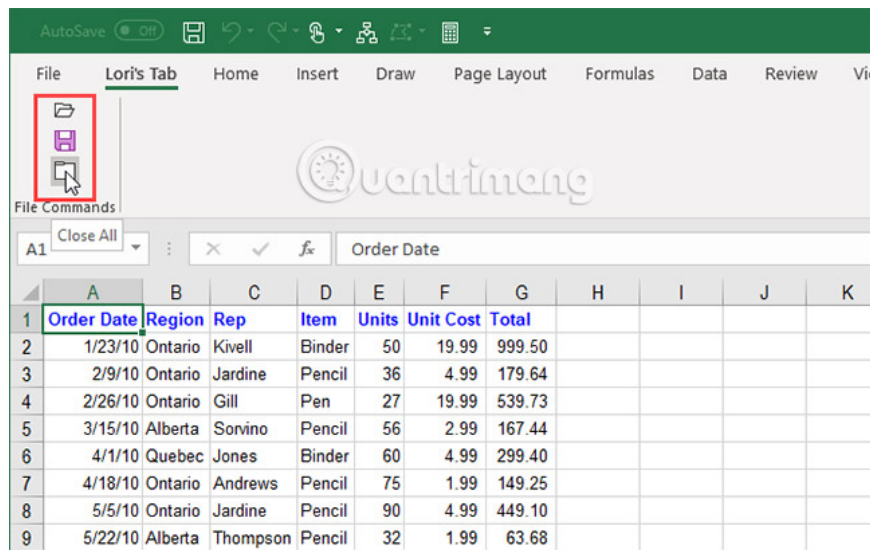 AutoSave Off
File Lori's Tab Home Insert Draw Page Layout Formulas Data Review Vi
File Commands
Close All
Quantrimang
A1 fx Order Date
A B C D E F G H I J K
1 Order Date Region Rep Item Units Unit Cost Total
2 1/23/10 Ontario Kivell Binder 50 19.99 999.50
3 2/9/10 Ontario Jardine Pencil 36 4.99 179.64
4 2/26/10 Ontario Gill Pen 27 19.99 539.73
5 3/15/10 Alberta Sorvino Pencil 56 2.99 167.44
6 4/1/10 Quebec Jones Binder 60 4.99 299.40
7 4/18/10 Ontario Andrews Pencil 75 1.99 149.25
8 5/5/10 Ontario Jardine Pencil 90 4.99 449.10
9 5/22/10 Alberta Thompson Pencil 32 1.99 63.68